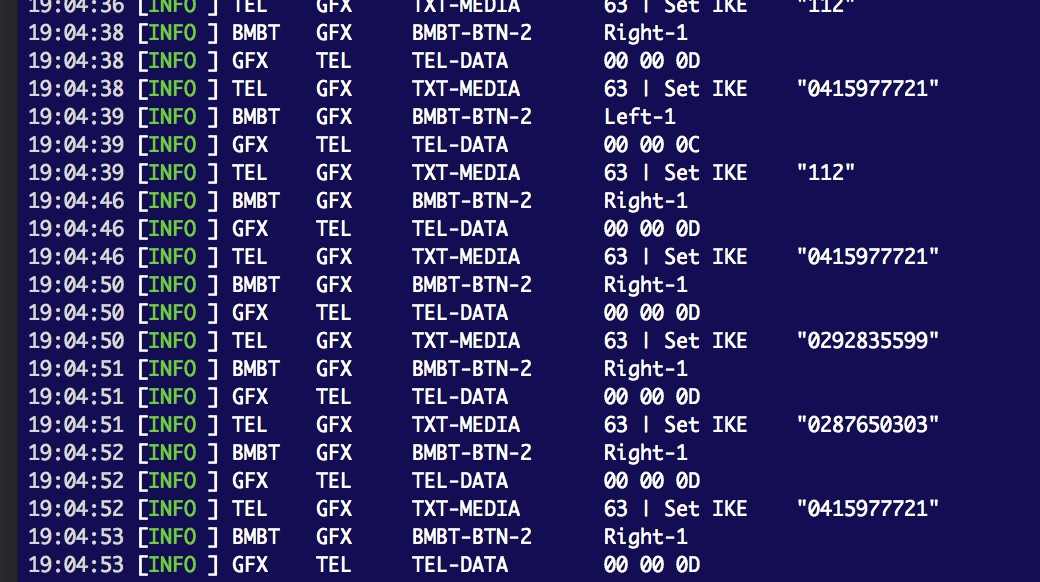 19:04:36 [INFO ] TEL GFX TXT-MEDIA 63 | Set IKE "112"
19:04:38 [INFO ] BMBT GFX BMBT-BTN-2 Right-1
19:04:38 [INFO ] GFX TEL TEL-DATA 00 00 0D
19:04:38 [INFO ] TEL GFX TXT-MEDIA 63 | Set IKE "0415977721"
19:04:39 [INFO ] BMBT GFX BMBT-BTN-2 Left-1
19:04:39 [INFO ] GFX TEL TEL-DATA 00 00 0C
19:04:39 [INFO ] TEL GFX TXT-MEDIA 63 | Set IKE "112"
19:04:46 [INFO ] BMBT GFX BMBT-BTN-2 Right-1
19:04:46 [INFO ] GFX TEL TEL-DATA 00 00 0D
19:04:46 [INFO ] TEL GFX TXT-MEDIA 63 | Set IKE "0415977721"
19:04:50 [INFO ] BMBT GFX BMBT-BTN-2 Right-1
19:04:50 [INFO ] GFX TEL TEL-DATA 00 00 0D
19:04:50 [INFO ] TEL GFX TXT-MEDIA 63 | Set IKE "0292835599"
19:04:51 [INFO ] BMBT GFX BMBT-BTN-2 Right-1
19:04:51 [INFO ] GFX TEL TEL-DATA 00 00 0D
19:04:51 [INFO ] TEL GFX TXT-MEDIA 63 | Set IKE "0287650303"
19:04:52 [INFO ] BMBT GFX BMBT-BTN-2 Right-1
19:04:52 [INFO ] GFX TEL TEL-DATA 00 00 0D
19:04:52 [INFO ] TEL GFX TXT-MEDIA 63 | Set IKE "0415977721"
19:04:53 [INFO ] BMBT GFX BMBT-BTN-2 Right-1
19:04:53 [INFO ] GFX TEL TEL-DATA 00 00 0D